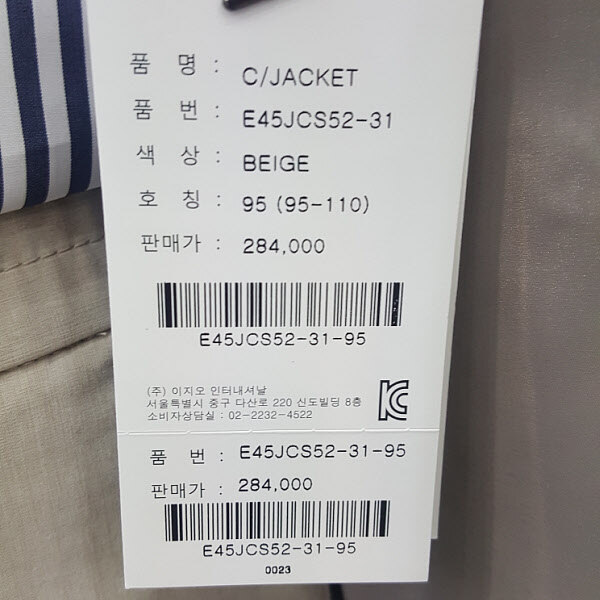 품 명 : C/JACKET
품 번 : E45JCS52-31
색 상 : BEIGE
호 칭 : 95 (95-110)
판매가 : 284,000
E45JCS52-31-95
(주) 이지오 인터내셔날
서울특별시 중구 다산로 220 신도빌딩 8층
소비자상담실 : 02-2232-4522
품 번 : E45JCS52-31-95
판매가 : 284,000
E45JCS52-31-95
0023